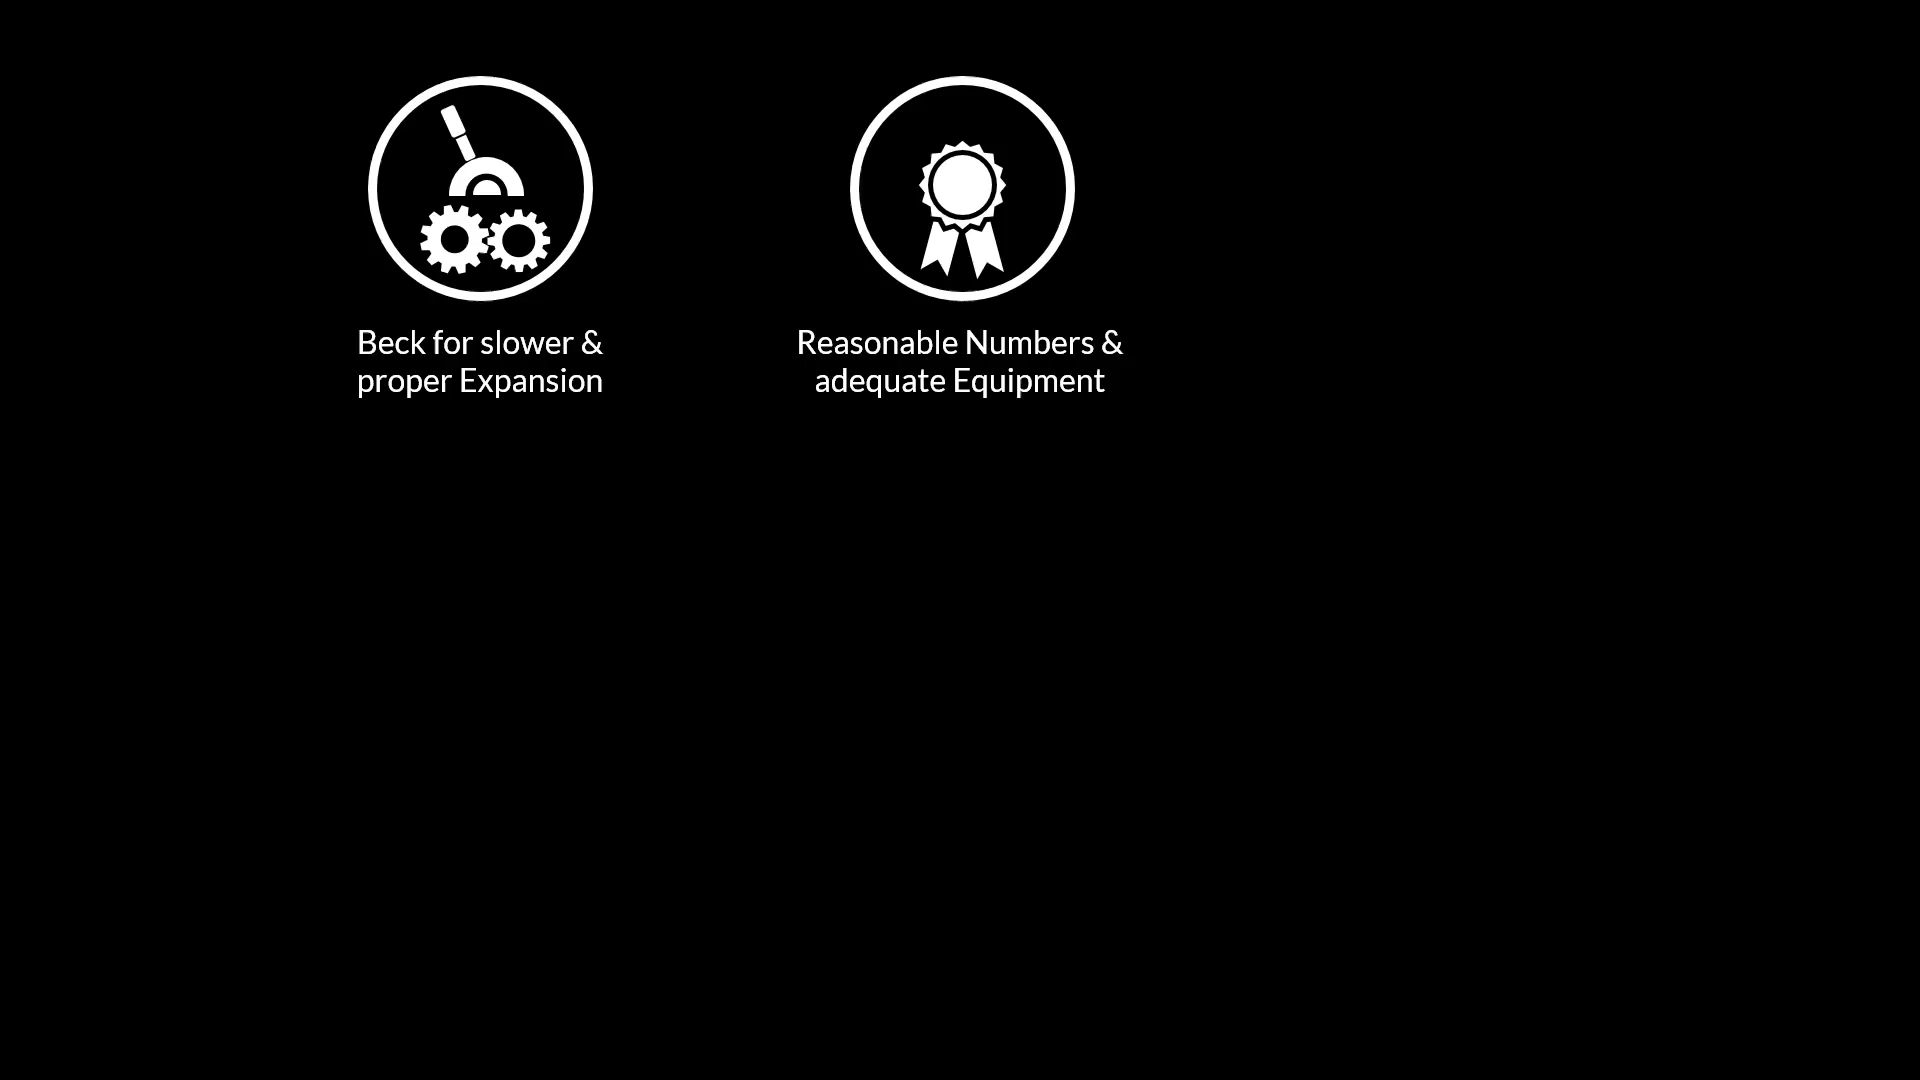 Beck for slower &
proper Expansion
Reasonable Numbers &
adequate Equipment